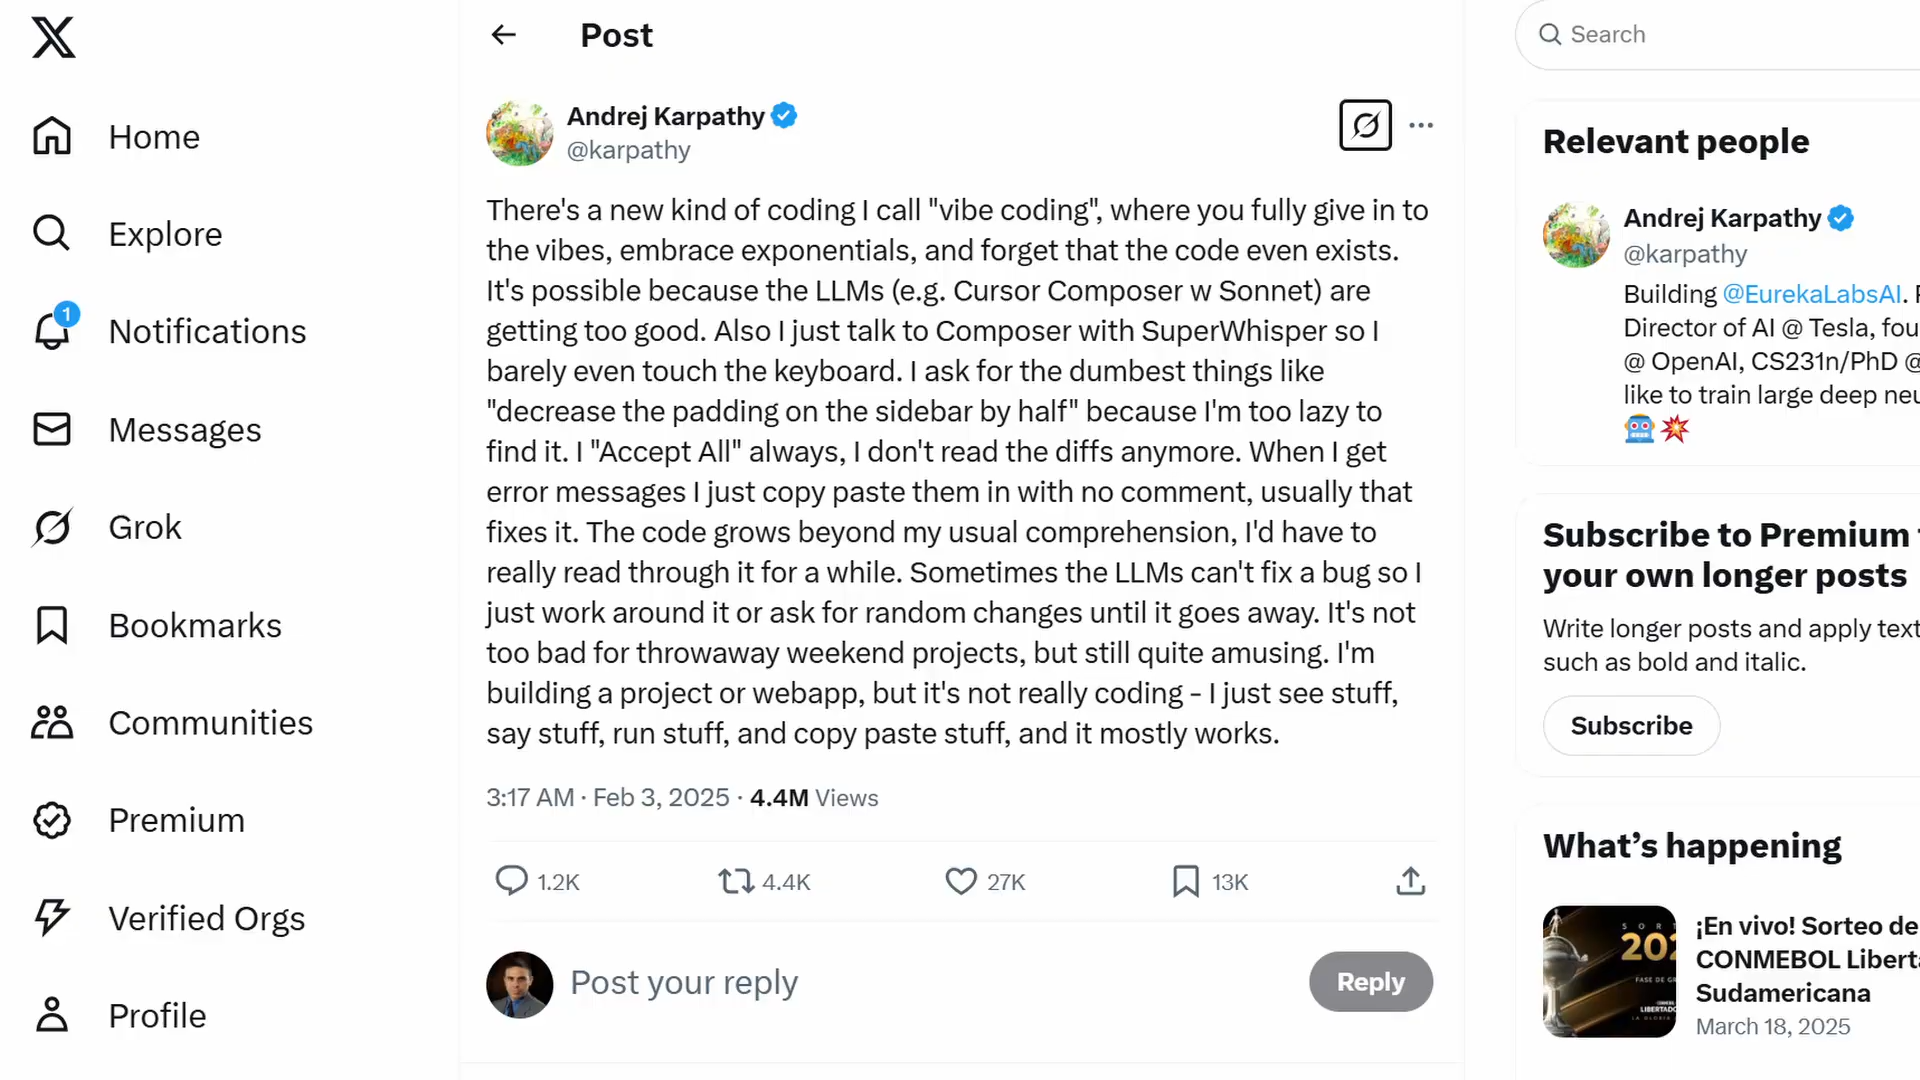 Post
Search
Home
Explore
1
Notifications
Messages
Grok
Bookmarks
Communities
Premium
Verified Orgs
Profile
Andrej Karpathy
@karpathy
There's a new kind of coding I call "vibe coding", where you fully give in to
the vibes, embrace exponentials, and forget that the code even exists.
It's possible because the LLMs (e.g. Cursor Composer w Sonnet) are
getting too good. Also I just talk to Composer with SuperWhisper so I
barely even touch the keyboard. I ask for the dumbest things like
"decrease the padding on the sidebar by half" because I'm too lazy to
find it. I "Accept All" always, I don't read the diffs anymore. When I get
error messages I just copy paste them in with no comment, usually that
fixes it. The code grows beyond my usual comprehension, I'd have to
really read through it for a while. Sometimes the LLMs can't fix a bug so I
just work around it or ask for random changes until it goes away. It's not
too bad for throwaway weekend projects, but still quite amusing. I'm
building a project or webapp, but it's not really coding - I just see stuff,
say stuff, run stuff, and copy paste stuff, and it mostly works.
3:17 AM · Feb 3, 2025 · 4.4M Views
1.2K 4.4K 27K 13K
Post your reply
Reply
Relevant people
Andrej Karpathy
@karpathy
Building @EurekaLabsAI.
Director of AI @ Tesla, fou
@ OpenAI, CS231n/PhD @
like to train large deep neu
Subscribe to Premium
your own longer posts
Write longer posts and apply text
such as bold and italic.
Subscribe
What's happening
SORT
202
FASE DE GR
LIBERTADO
¡En vivo! Sorteo de
CONMEBOL Liberta
Sudamericana
March 18, 2025